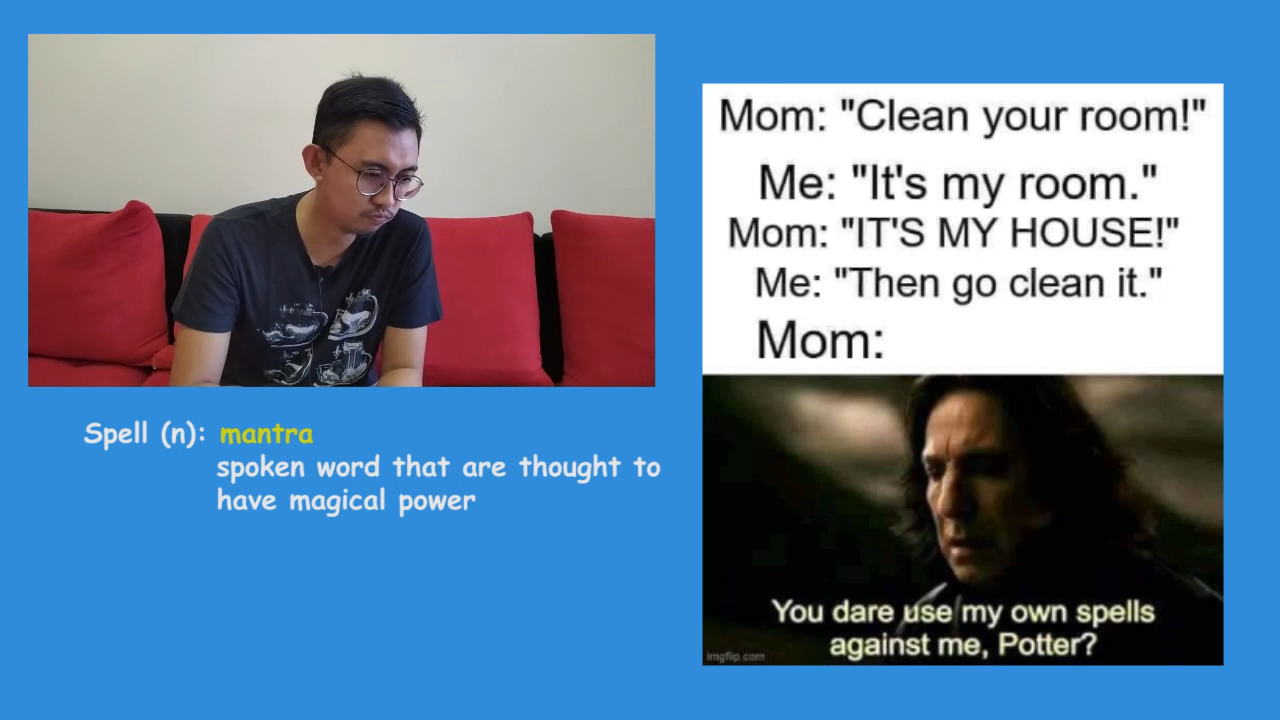 Spell (n): mantra
spoken word that are thought to
have magical power
Mom: "Clean your room!"
Me: "It's my room."
Mom: "IT'S MY HOUSE!"
Me: "Then go clean it."
Mom:
You dare use my own spells
against me, Potter?
imgflip.com